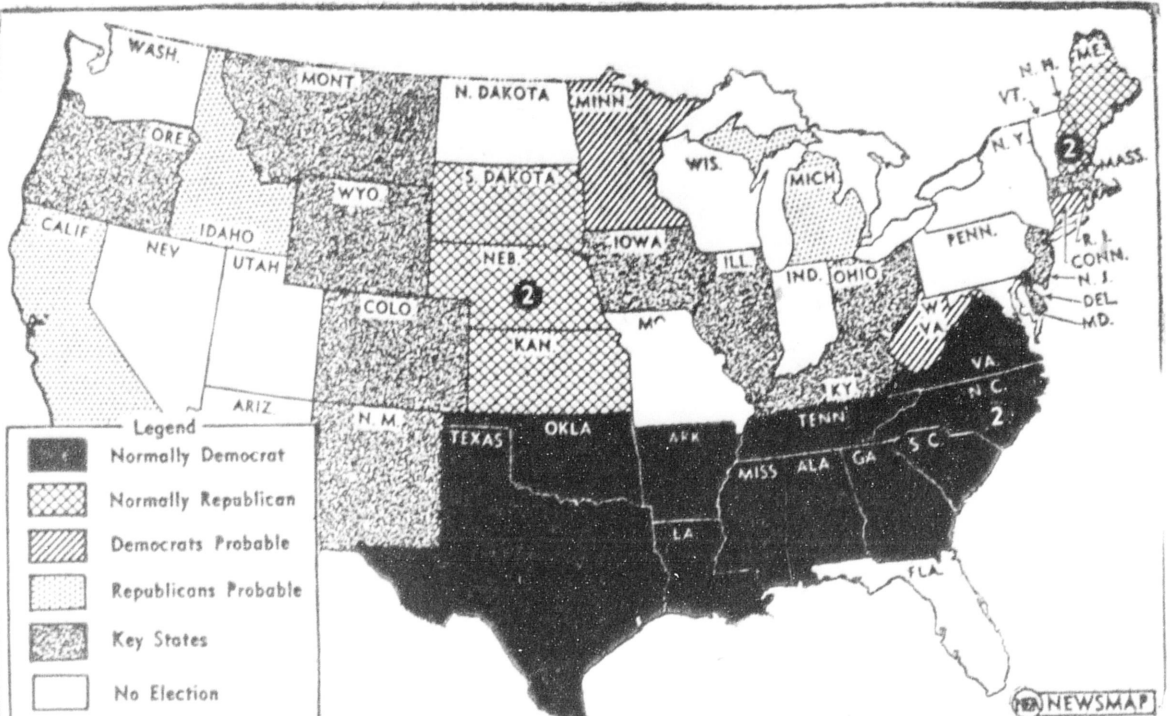 WASH.
MONT.
N. DAKOTA
MINN.
ME.
N. H.
VT.
ORE.
WIS.
N. Y.
2
MASS.
S. DAKOTA
MICH.
WYO.
IDAHO
CALIF
IOWA
PENN.
R. I.
NEV
UTAH
NEB.
ILL.
IND.
OHIO
CONN.
N. J.
2
COLO
W. VA
DEL.
MD.
KAN
KY.
VA.
ARIZ
N. M.
TEXAS
OKLA
ARK
TENN
N. C.
2
MISS
ALA
GA
S C
LA
FLA.
Legend
Normally Democrat
Normally Republican
Democrats Probable
Republicans Probable
Key States
No Election
NEA NEWSMAP